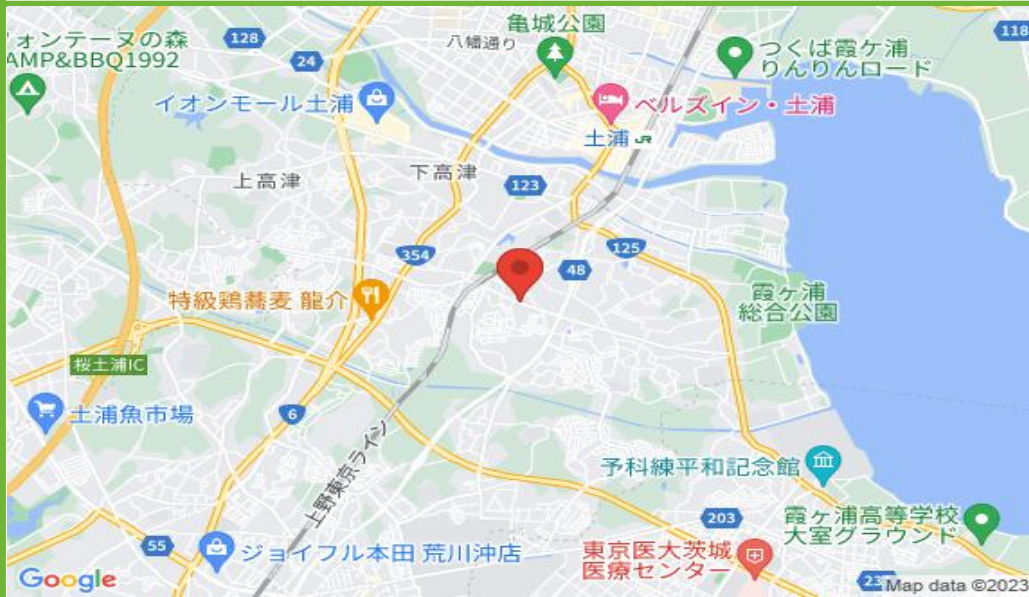 亀城公園
128
八幡通り
118
ォンテーヌの森
AMP&BBQ1992
24
つくば霞ケ浦
りんりんロード
イオンモール土浦
ベルズイン・土浦
土浦 JR
上高津
下高津
123
354
125
48
霞ヶ浦
総合公園
特級鶏蕎麦 龍介
桜土浦IC
土浦魚市場
6
上野東京ライン
予科練平和記念館
203
霞ヶ浦高等学校
大室グラウンド
55
ジョイフル本田 荒川沖店
東京医大茨城
医療センター
Google
23
Map data ©2023